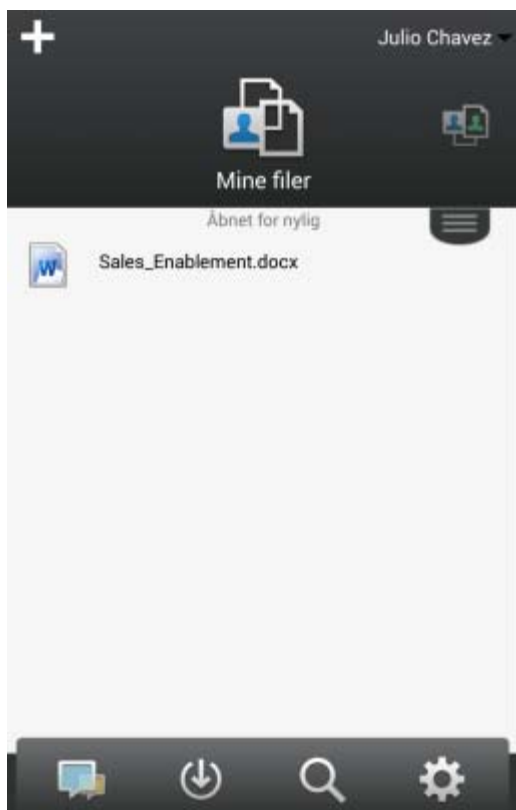 Julio Chavez
Mine filer
Åbnet for nylig
W
Sales_Enablement.docx